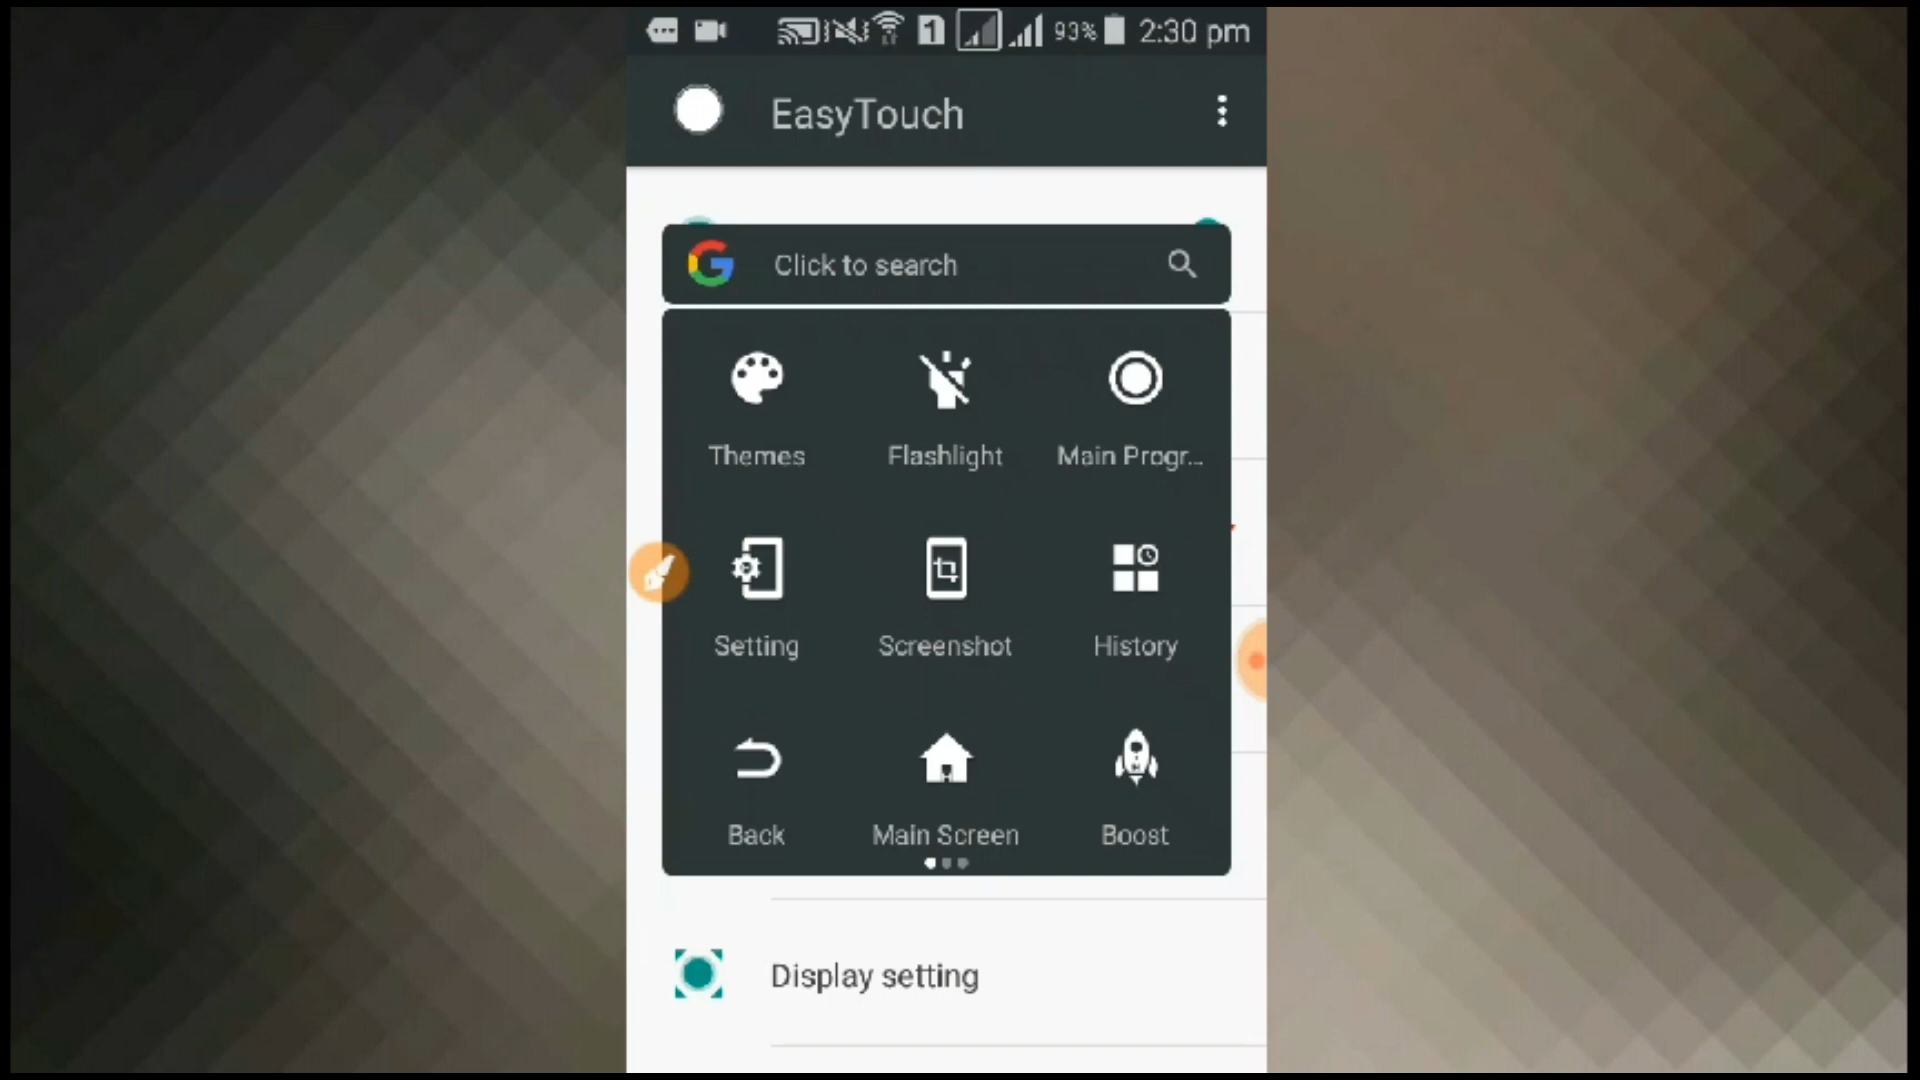 1 93% 2:30 pm
EasyTouch
Click to search
Themes Flashlight Main Progr...
Setting Screenshot History
Back Main Screen Boost
Display setting